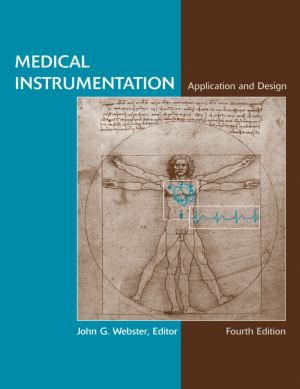 MEDICAL
INSTRUMENTATION Application and Design
John G. Webster, Editor Fourth Edition